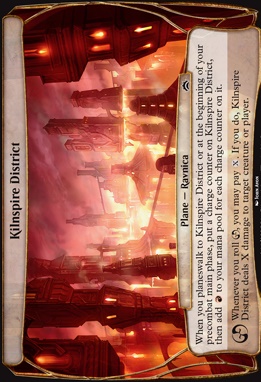 Kilnspire District
Plane — Ravnica
When you planeswalk to Kilnspire District or at the beginning of your
precombat main phase, put a charge counter on Kilnspire District,
then add to your mana pool for each charge counter on it.
Whenever you roll , you may pay X . If you do, Kilnspire
District deals X damage to target creature or player.